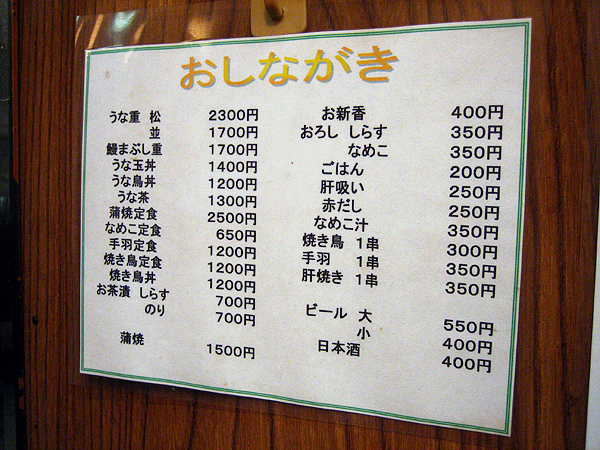 おしながき
うな重 松 2300円
並 1700円
鰻まぶし重 1700円
うな玉丼 1400円
うな鳥丼 1200円
うな茶 1300円
蒲焼定食 2500円
なめこ定食 650円
手羽定食 1200円
焼き鳥定食 1200円
焼き鳥丼 1200円
お茶漬 しらす 700円
のり 700円
蒲焼 1500円
お新香 400円
おろし しらす 350円
なめこ 350円
ごはん 200円
肝吸い 250円
赤だし 250円
なめこ汁 350円
焼き鳥 1串 300円
手羽 1串 350円
肝焼き 1串 350円
ビール 大 550円
小 400円
日本酒 400円